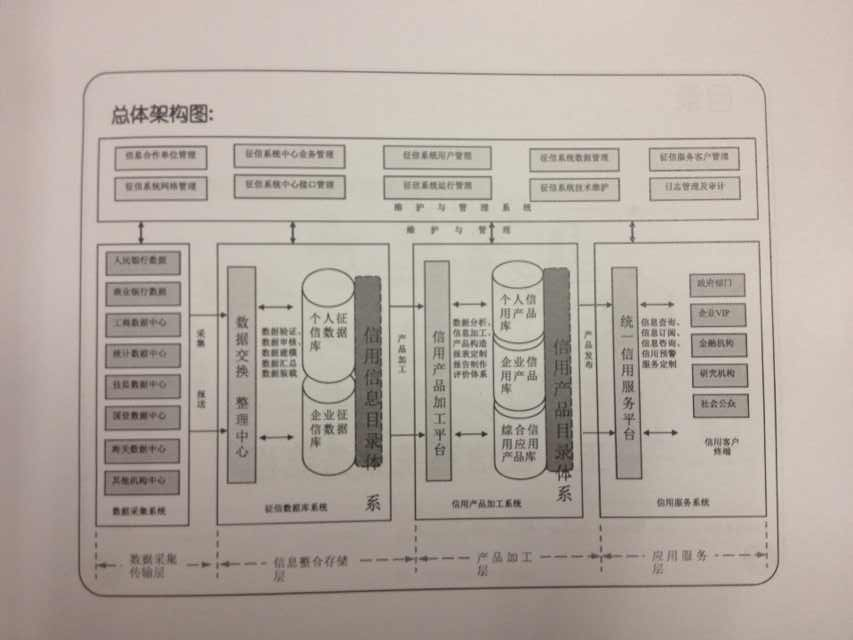 总体架构图:
信息合作单位管理
征信系统中心业务管理
征信系统用户管理
征信系统数据管理
征信服务客户管理
征信系统网络管理
征信系统中心接口管理
征信系统运行管理
征信系统技术维护
日志管理及审计
维护与管理系统
维护与管理
人民银行数据
商业银行数据
工商数据中心
统计数据中心
国资数据中心
海关数据中心
其他机构中心
数据采集系统
采集
报送
数据交换
整理中心
数据验证、
数据审核、
数据建模
数据汇总
个人征
信数据
库
企业征
信数据
库
信用信息目录体
系
征信数据库系统
产品加工
信用产品加工平台
数据分析、
信息加工、
产品构造
报表定制
报告制作
评价体系
个人信
用产品
库
企业信
用产品
库
综合信
用应用
产品库
信用产品目录体
系
信用产品加工系统
产品发布
统一信用服务平台
信息查询、
信息订阅、
信息咨询、
信用预警
服务定制
政府部门
企业VIP
金融机构
研究机构
社会公众
信用客户
终端
信用服务系统
数据采集
传输层
信息整合存储
层
产品加工
层
应用服务
层